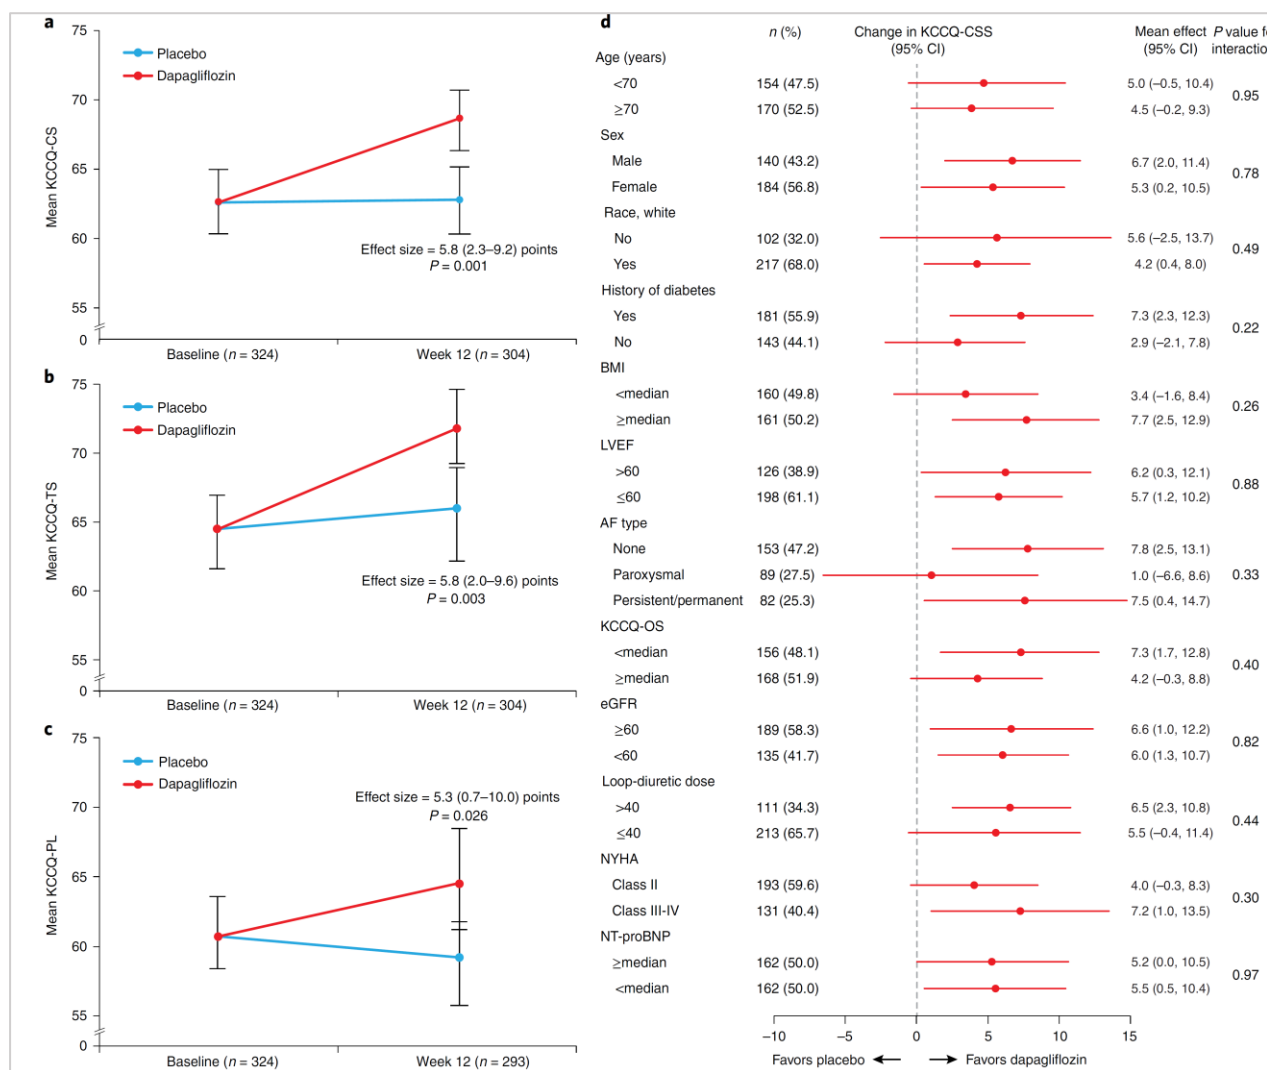 a
75
70
65
60
55
0
Mean KCCQ-CS
Placebo
Dapagliflozin
Effect size = 5.8 (2.3–9.2) points
P = 0.001
Baseline (n = 324)
Week 12 (n = 304)
b
75
70
65
60
55
0
Mean KCCQ-TS
Placebo
Dapagliflozin
Effect size = 5.8 (2.0–9.6) points
P = 0.003
Baseline (n = 324)
Week 12 (n = 304)
c
75
70
65
60
55
0
Mean KCCQ-PL
Placebo
Dapagliflozin
Effect size = 5.3 (0.7–10.0) points
P = 0.026
Baseline (n = 324)
Week 12 (n = 293)
d
n (%) Change in KCCQ-CSS Mean effect P value fo
(95% CI) (95% CI) interaction
Age (years)
<70 154 (47.5) 5.0 (–0.5, 10.4)
0.95
≥70 170 (52.5) 4.5 (–0.2, 9.3)
Sex
Male 140 (43.2) 6.7 (2.0, 11.4)
0.78
Female 184 (56.8) 5.3 (0.2, 10.5)
Race, white
No 102 (32.0) 5.6 (–2.5, 13.7)
0.49
Yes 217 (68.0) 4.2 (0.4, 8.0)
History of diabetes
Yes 181 (55.9) 7.3 (2.3, 12.3)
0.22
No 143 (44.1) 2.9 (–2.1, 7.8)
BMI
<median 160 (49.8) 3.4 (–1.6, 8.4)
0.26
≥median 161 (50.2) 7.7 (2.5, 12.9)
LVEF
>60 126 (38.9) 6.2 (0.3, 12.1)
0.88
≤60 198 (61.1) 5.7 (1.2, 10.2)
AF type
None 153 (47.2) 7.8 (2.5, 13.1)
Paroxysmal 89 (27.5) 1.0 (–6.6, 8.6) 0.33
Persistent/permanent 82 (25.3) 7.5 (0.4, 14.7)
KCCQ-OS
<median 156 (48.1) 7.3 (1.7, 12.8)
0.40
≥median 168 (51.9) 4.2 (–0.3, 8.8)
eGFR
≥60 189 (58.3) 6.6 (1.0, 12.2)
0.82
<60 135 (41.7) 6.0 (1.3, 10.7)
Loop-diuretic dose
>40 111 (34.3) 6.5 (2.3, 10.8)
0.44
≤40 213 (65.7) 5.5 (–0.4, 11.4)
NYHA
Class II 193 (59.6) 4.0 (–0.3, 8.3)
0.30
Class III-IV 131 (40.4) 7.2 (1.0, 13.5)
NT-proBNP
≥median 162 (50.0) 5.2 (0.0, 10.5)
0.97
<median 162 (50.0) 5.5 (0.5, 10.4)
–10 –5 0 5 10 15
Favors placebo Favors dapagliflozin